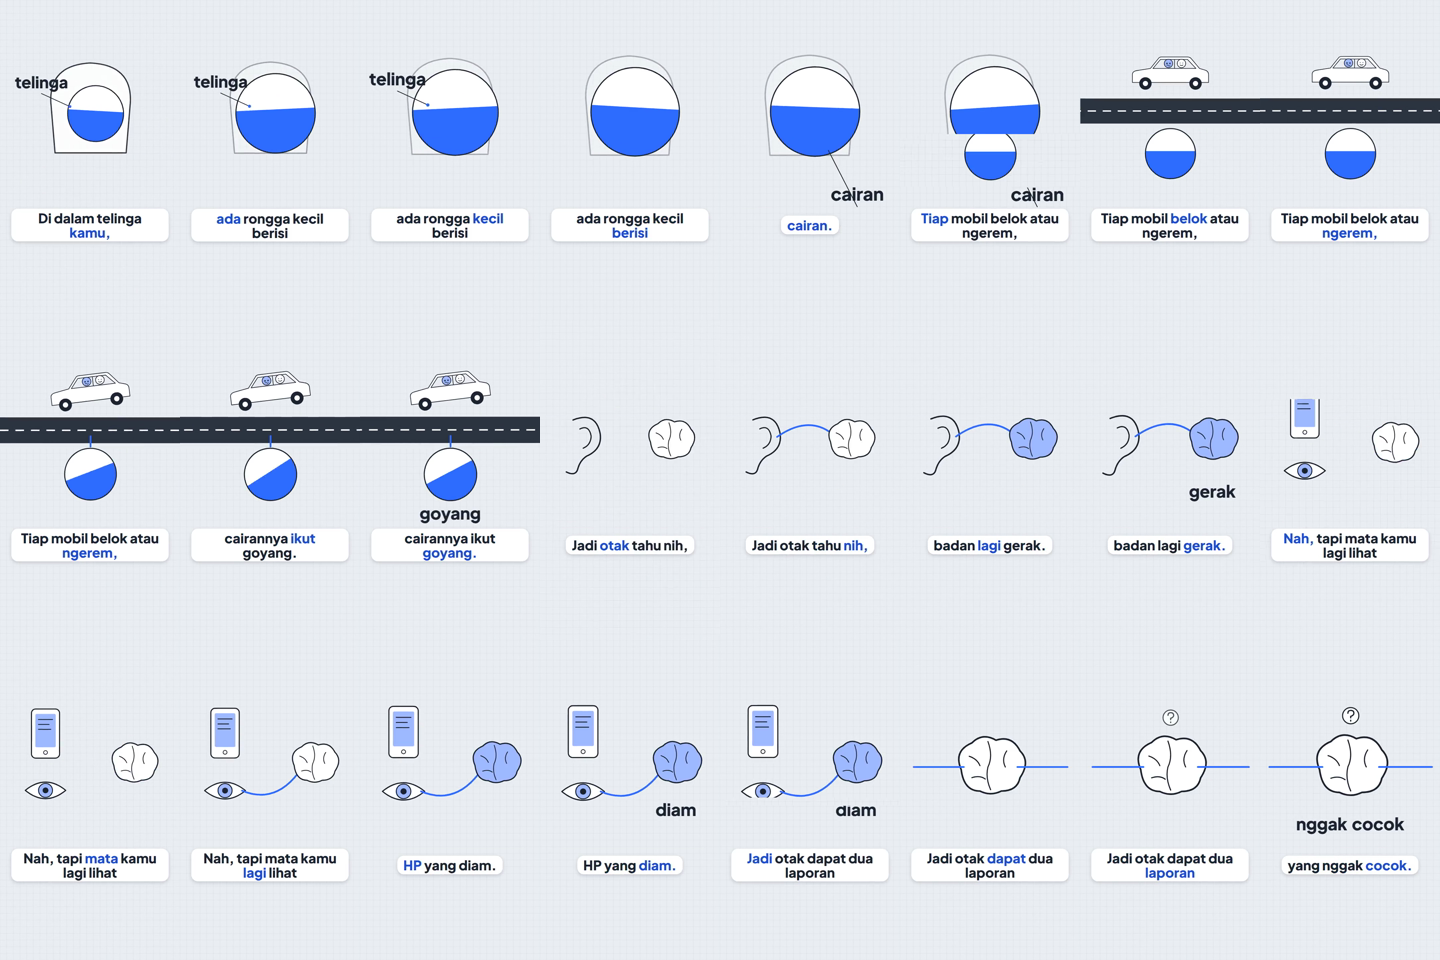 telinga
telinga
telinga
cairan
cairan
Di dalam telinga
kamu,
ada rongga kecil
berisi
ada rongga kecil
berisi
ada rongga kecil
berisi
cairan.
Tiap mobil belok atau
ngerem,
Tiap mobil belok atau
ngerem,
Tiap mobil belok atau
ngerem,
goyang
gerak
Tiap mobil belok atau
ngerem,
cairannya ikut
goyang.
cairannya ikut
goyang.
Jadi otak tahu nih,
Jadi otak tahu nih,
badan lagi gerak.
badan lagi gerak.
Nah, tapi mata kamu
lagi lihat
?
?
diam
diam
nggak cocok
Nah, tapi mata kamu
lagi lihat
Nah, tapi mata kamu
lagi lihat
HP yang diam.
HP yang diam.
Jadi otak dapat dua
laporan
Jadi otak dapat dua
laporan
Jadi otak dapat dua
laporan
yang nggak cocok.